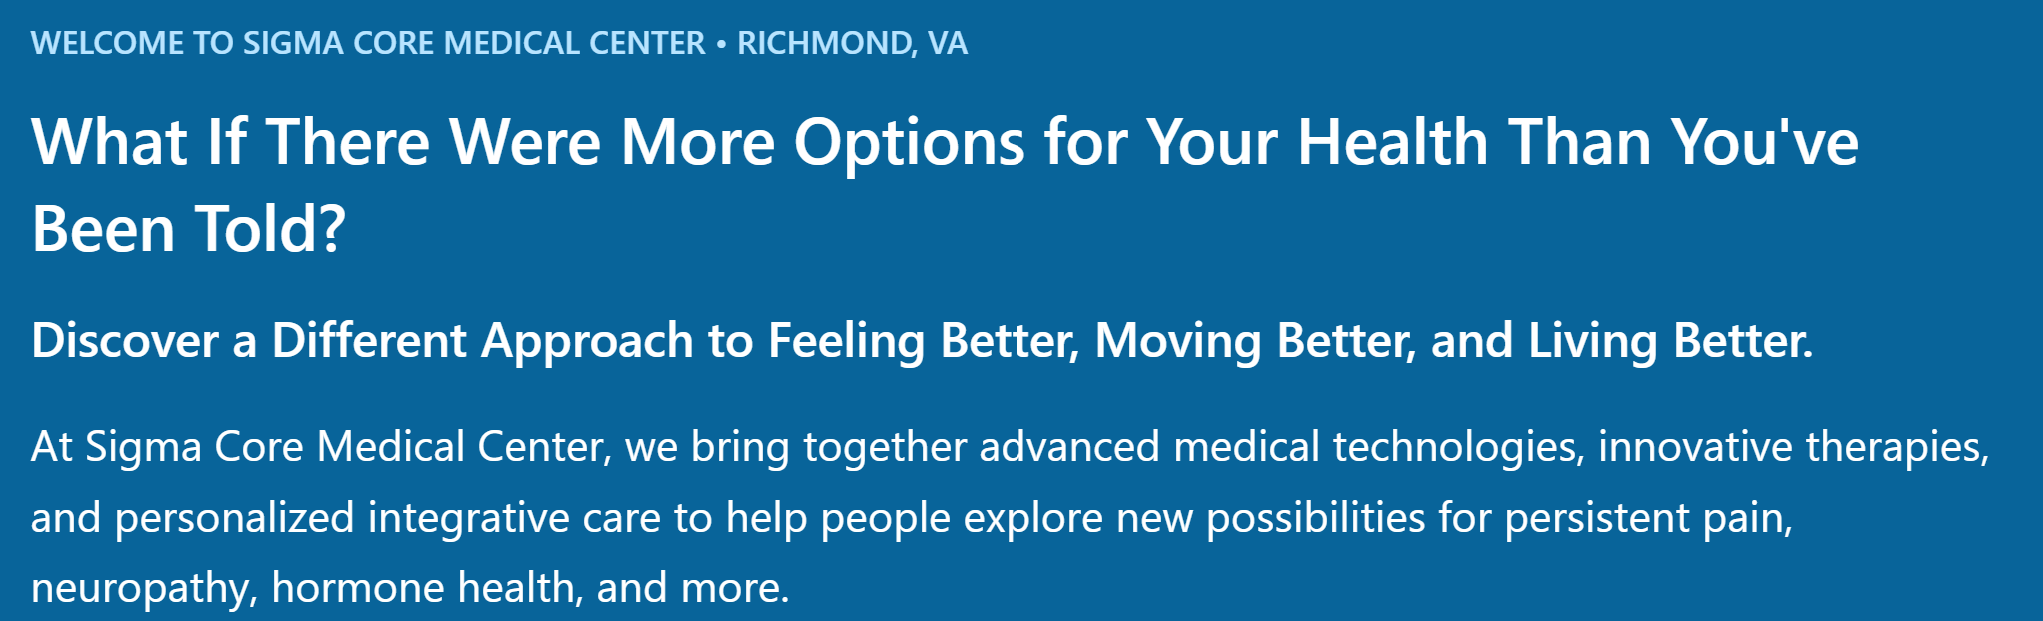 WELCOME TO SIGMA CORE MEDICAL CENTER • RICHMOND, VA
What If There Were More Options for Your Health Than You've
Been Told?
Discover a Different Approach to Feeling Better, Moving Better, and Living Better.
At Sigma Core Medical Center, we bring together advanced medical technologies, innovative therapies,
and personalized integrative care to help people explore new possibilities for persistent pain,
neuropathy, hormone health, and more.